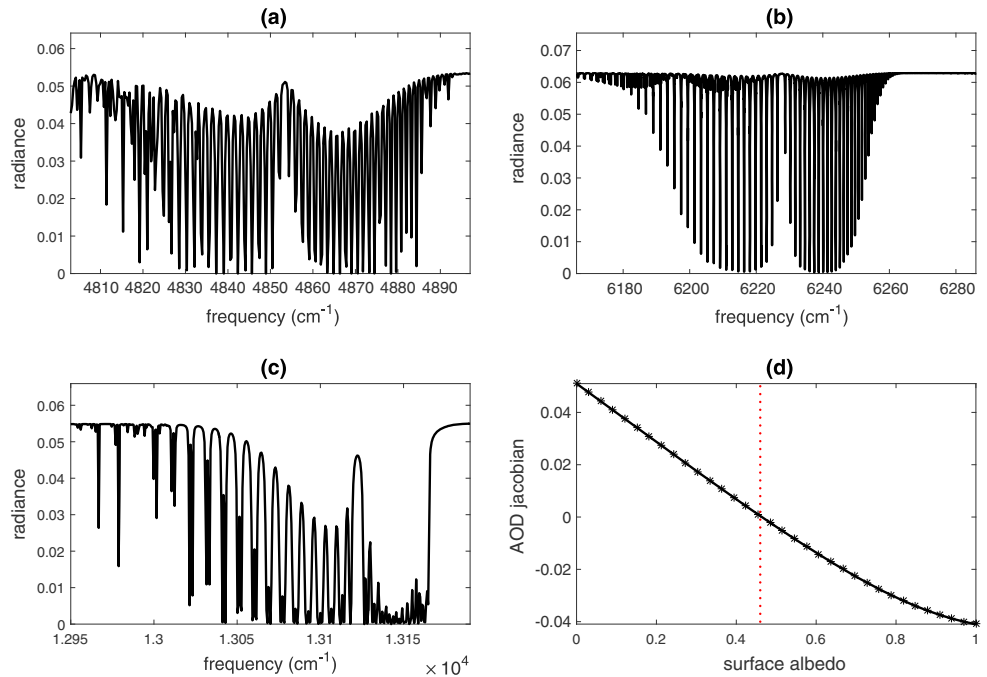 (a)
0.06
0.05
0.04
0.03
0.02
0.01
0
radiance
4810 4820 4830 4840 4850 4860 4870 4880 4890
frequency (cm-1)
(b)
0.07
0.06
0.05
0.04
0.03
0.02
0.01
0
radiance
6180 6200 6220 6240 6260 6280
frequency (cm-1)
(c)
0.06
0.05
0.04
0.03
0.02
0.01
0
radiance
1.295 1.3 1.305 1.31 1.315
frequency (cm-1)
× 10^4
(d)
0.04
0.02
0
-0.02
-0.04
AOD jacobian
0 0.2 0.4 0.6 0.8 1
surface albedo